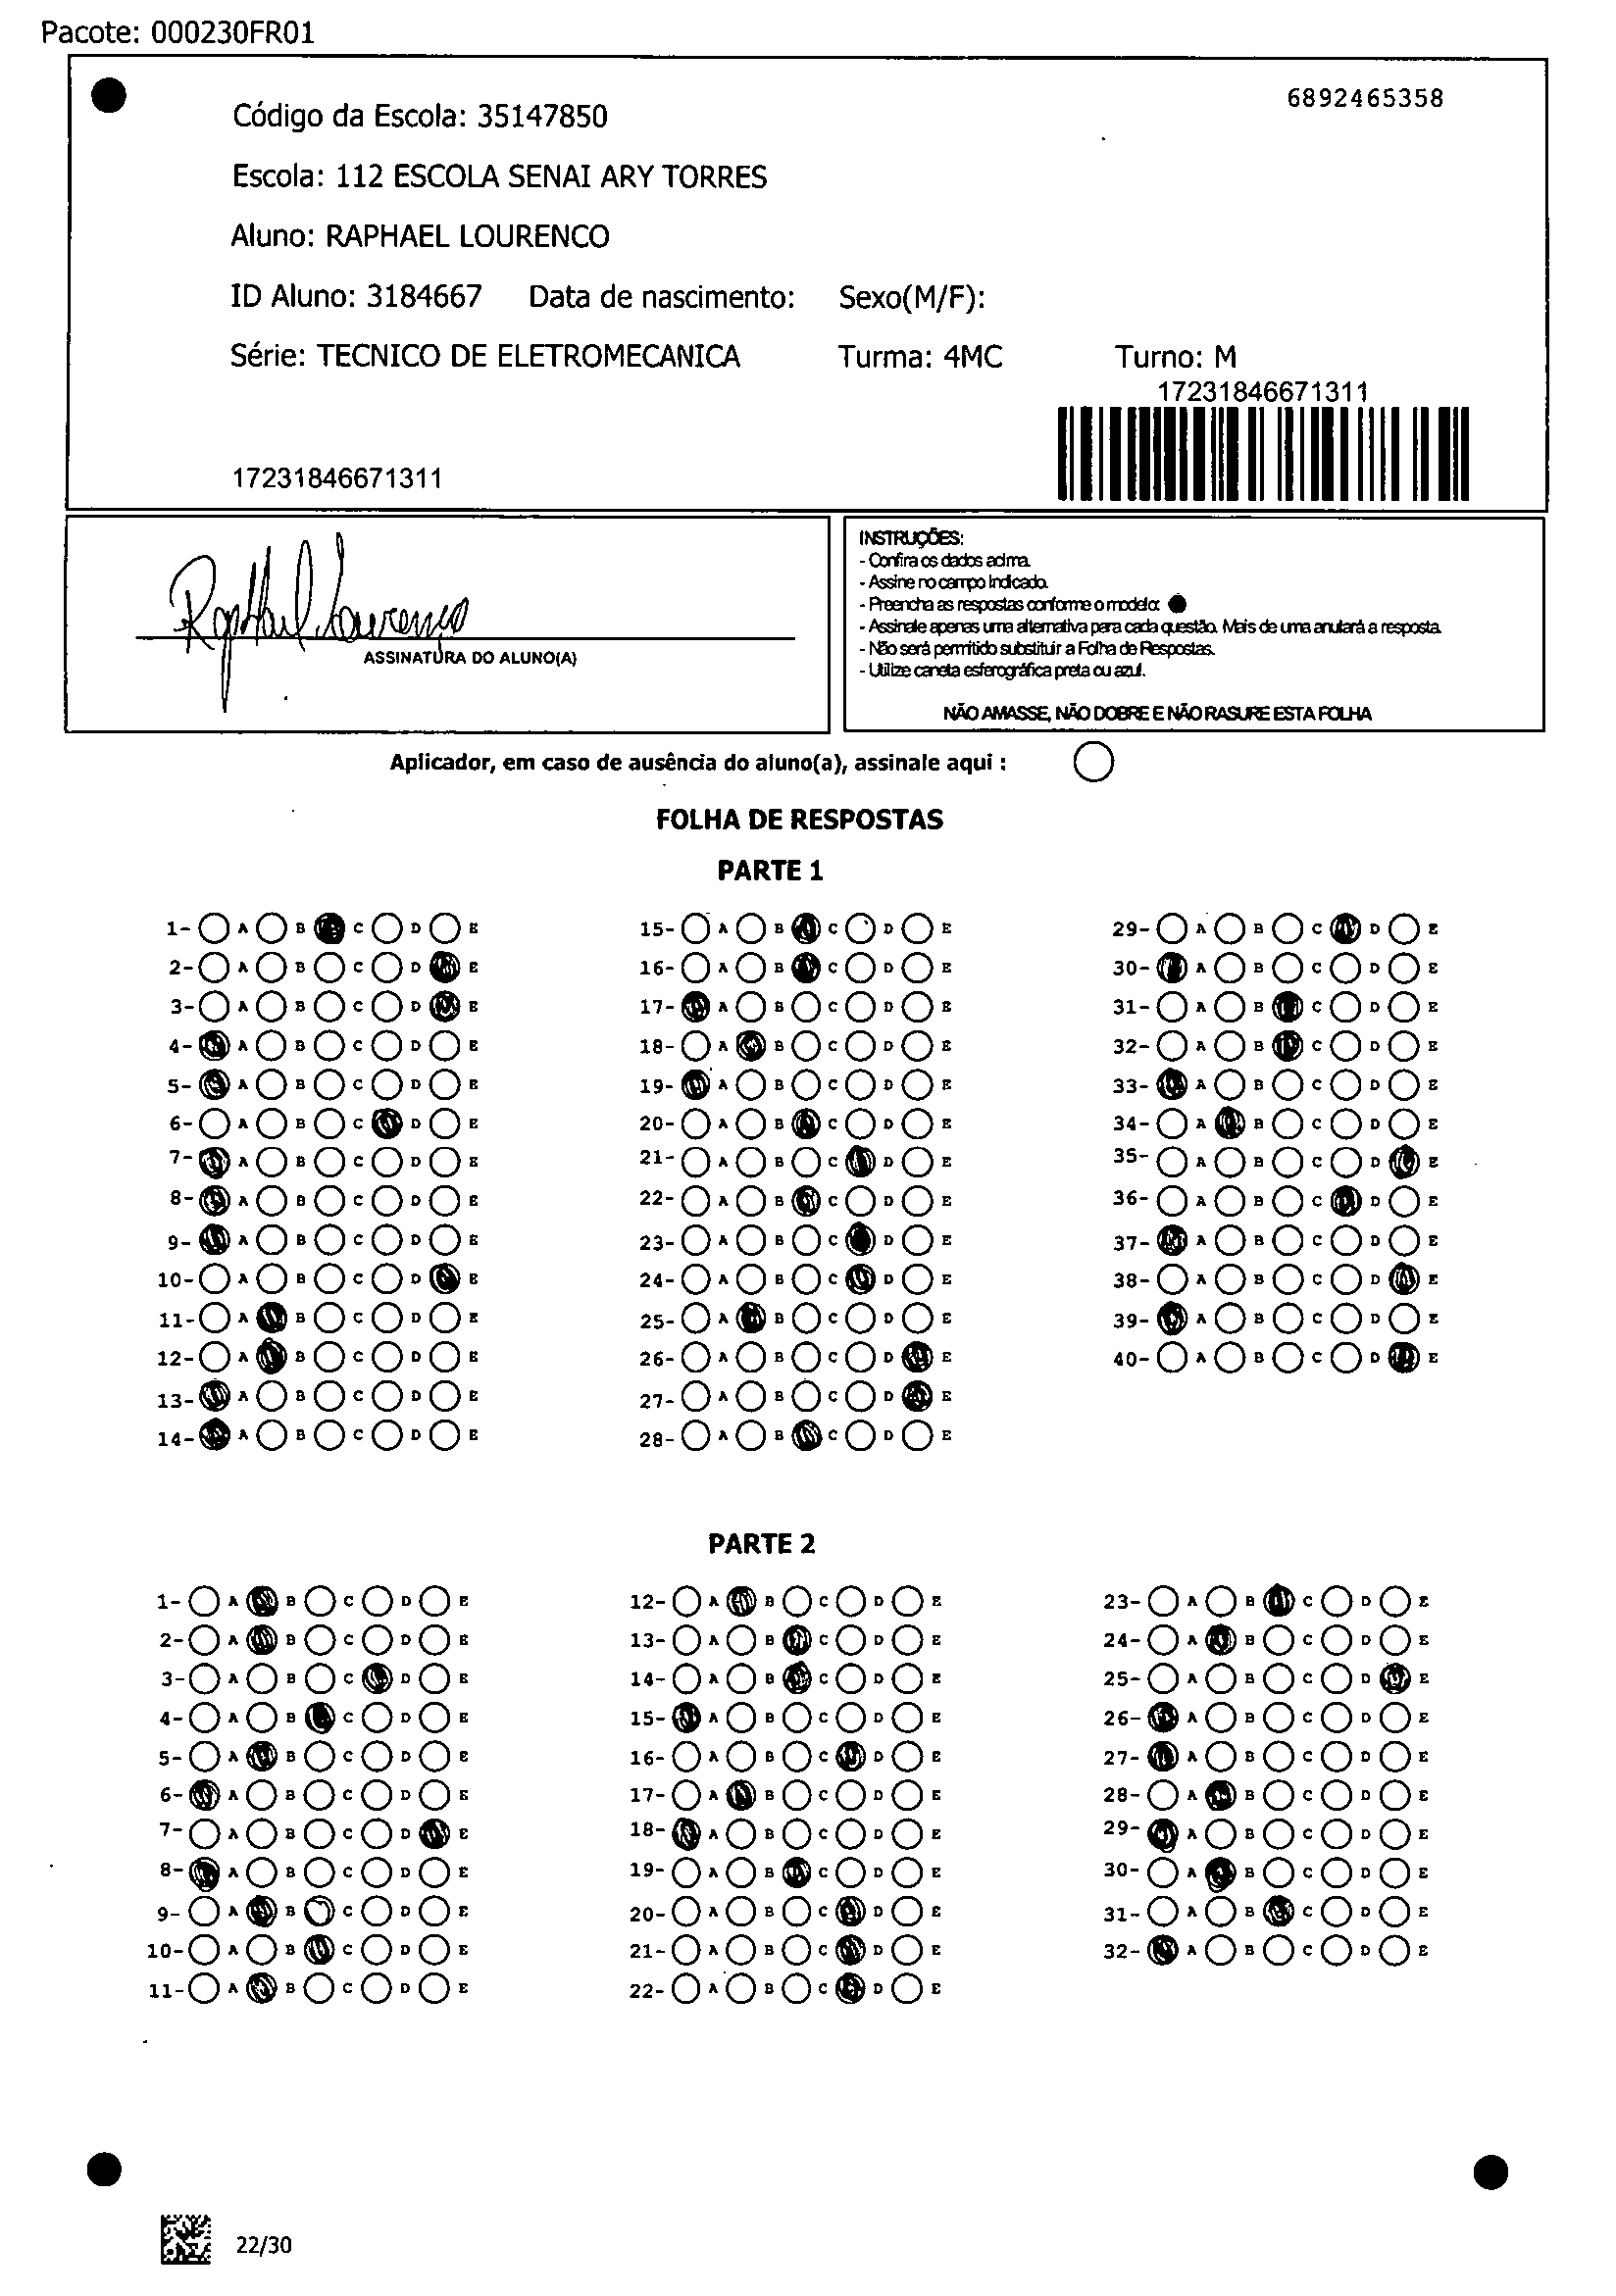 Pacote: 000230FR01
6892465358
Código da Escola: 35147850
Escola: 112 ESCOLA SENAI ARY TORRES
Aluno: RAPHAEL LOURENCO
ID Aluno: 3184667 Data de nascimento: Sexo(M/F):
Série: TECNICO DE ELETROMECANICA Turma: 4MC Turno: M
17231846671311
17231846671311
Raphael Lourenço
ASSINATURA DO ALUNO(A)
INSTRUÇÕES:
- Confira os dados acima.
- Assine no campo indicado.
- Preencha as respostas conforme o modelo:
- Assinale apenas uma alternativa para cada questão. Mais de uma anulará a resposta.
- Não será permitido substituir a Folha de Respostas.
- Utilize caneta esferográfica preta ou azul.
NÃO AMASSE, NÃO DOBRE E NÃO RASURE ESTA FOLHA
Aplicador, em caso de ausência do aluno(a), assinale aqui :
FOLHA DE RESPOSTAS
PARTE 1
1- A B C D E 15- A B C D E 29- A B C D E
2- A B C D E 16- A B C D E 30- A B C D E
3- A B C D E 17- A B C D E 31- A B C D E
4- A B C D E 18- A B C D E 32- A B C D E
5- A B C D E 19- A B C D E 33- A B C D E
6- A B C D E 20- A B C D E 34- A B C D E
7- A B C D E 21- A B C D E 35- A B C D E
8- A B C D E 22- A B C D E 36- A B C D E
9- A B C D E 23- A B C D E 37- A B C D E
10- A B C D E 24- A B C D E 38- A B C D E
11- A B C D E 25- A B C D E 39- A B C D E
12- A B C D E 26- A B C D E 40- A B C D E
13- A B C D E 27- A B C D E
14- A B C D E 28- A B C D E
PARTE 2
1- A B C D E 12- A B C D E 23- A B C D E
2- A B C D E 13- A B C D E 24- A B C D E
3- A B C D E 14- A B C D E 25- A B C D E
4- A B C D E 15- A B C D E 26- A B C D E
5- A B C D E 16- A B C D E 27- A B C D E
6- A B C D E 17- A B C D E 28- A B C D E
7- A B C D E 18- A B C D E 29- A B C D E
8- A B C D E 19- A B C D E 30- A B C D E
9- A B C D E 20- A B C D E 31- A B C D E
10- A B C D E 21- A B C D E 32- A B C D E
11- A B C D E 22- A B C D E
22/30